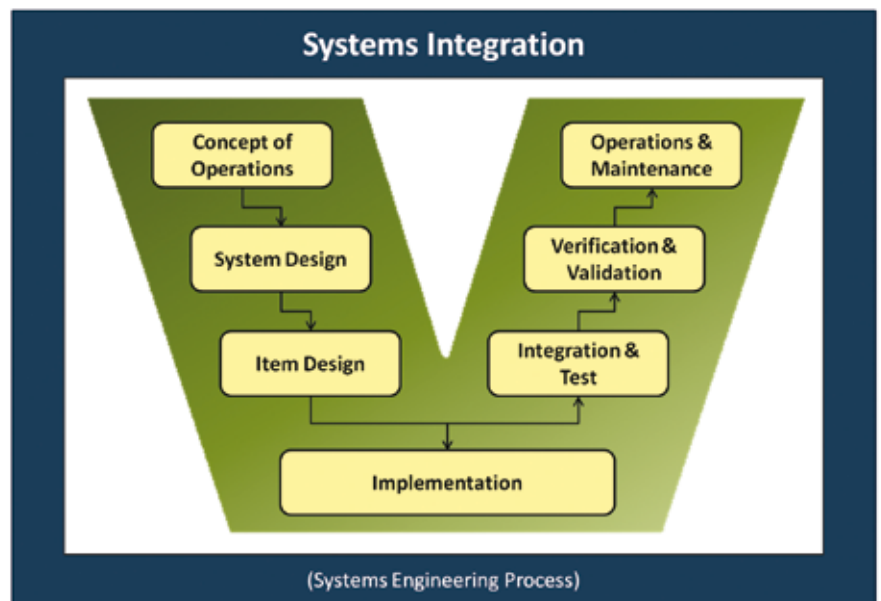 Systems Integration
Concept of
Operations
System Design
Item Design
Implementation
Integration &
Test
Verification &
Validation
Operations &
Maintenance
(Systems Engineering Process)